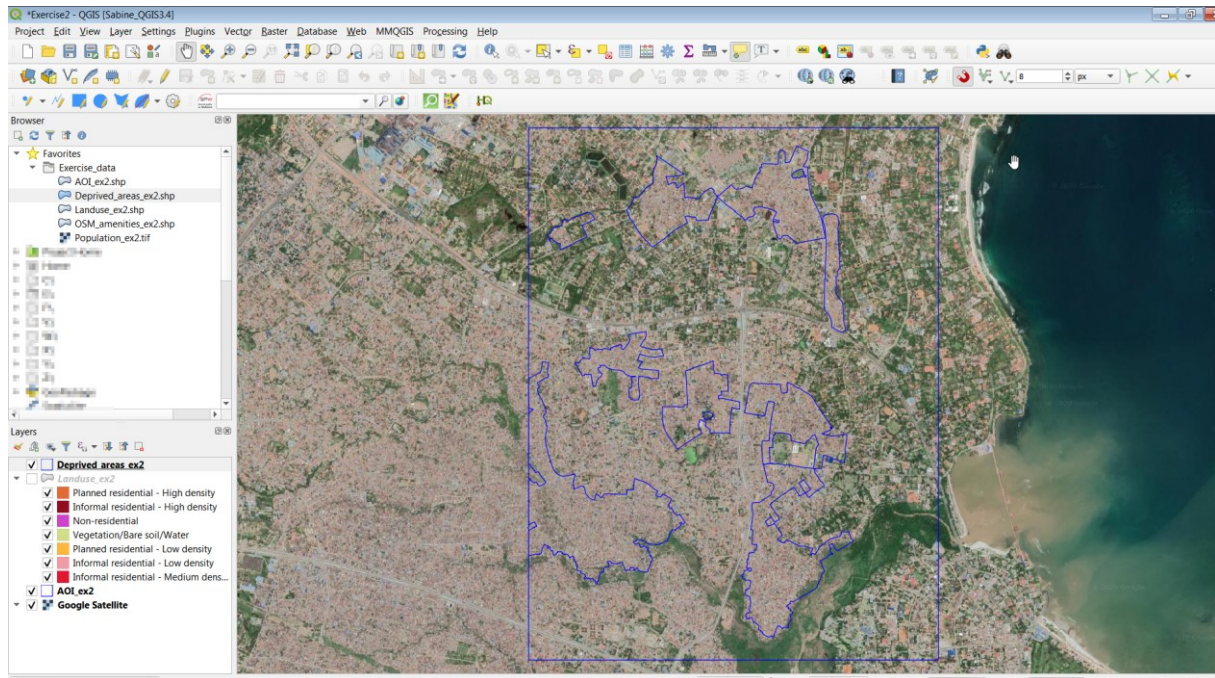 *Exercise2 - QGIS [Sabine_QGIS3.4]
Project Edit View Layer Settings Plugins Vector Raster Database Web MMQGIS Processing Help
8 px
Browser
Favorites
Exercise_data
AOI_ex2.shp
Deprived_areas_ex2.shp
Landuse_ex2.shp
OSM_amenities_ex2.shp
Population_ex2.tif
Layers
Deprived_areas_ex2
Landuse_ex2
Planned residential - High density
Informal residential - High density
Non-residential
Vegetation/Bare soil/Water
Planned residential - Low density
Informal residential - Low density
Informal residential - Medium dens...
AOI_ex2
Google Satellite